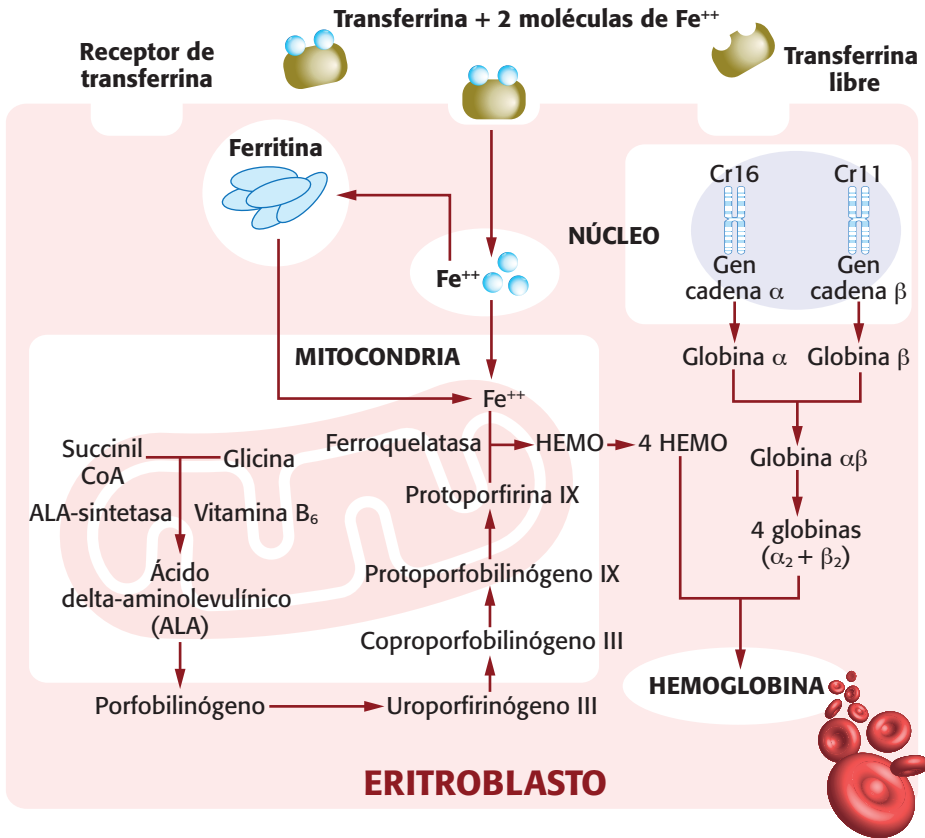 Transferrina + 2 moléculas de Fe⁺⁺
Receptor de
transferrina
Transferrina
libre
Ferritina
Fe⁺⁺
NÚCLEO
Cr16
Cr11
Gen
cadena α
Gen
cadena β
Globina α
Globina β
MITOCONDRIA
Fe⁺⁺
Succinil
CoA
Glicina
Ferroquelatasa
HEMO
4 HEMO
Globina αβ
ALA-sintetasa
Vitamina B₆
Protoporfirina IX
4 globinas
(α₂ + β₂)
Ácido
delta-aminolevulínico
(ALA)
Protoporfobilinógeno IX
Coproporfobilinógeno III
Porfobilinógeno
Uroporfirinógeno III
HEMOGLOBINA
ERITROBLASTO